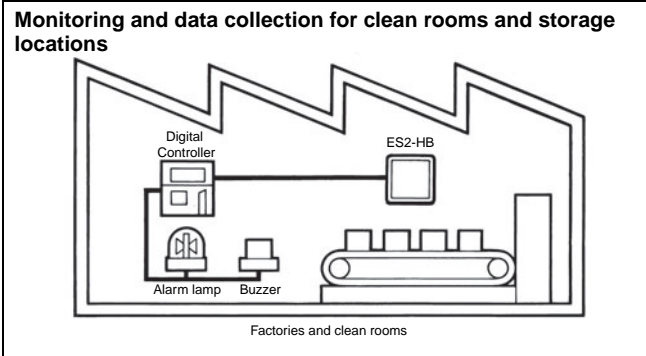 Monitoring and data collection for clean rooms and storage
locations
Digital
Controller
ES2-HB
Alarm lamp
Buzzer
Factories and clean rooms